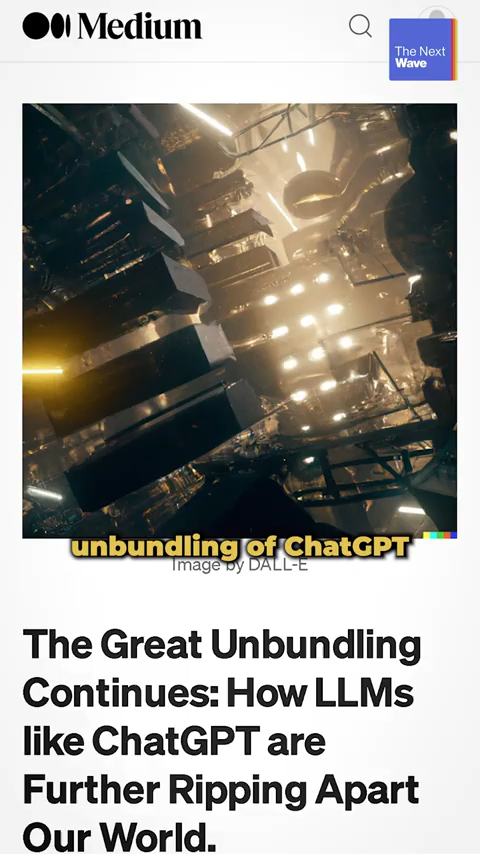 Medium
The Next
Wave
unbundling of ChatGPT
Image by DALL-E
The Great Unbundling
Continues: How LLMs
like ChatGPT are
Further Ripping Apart
Our World.